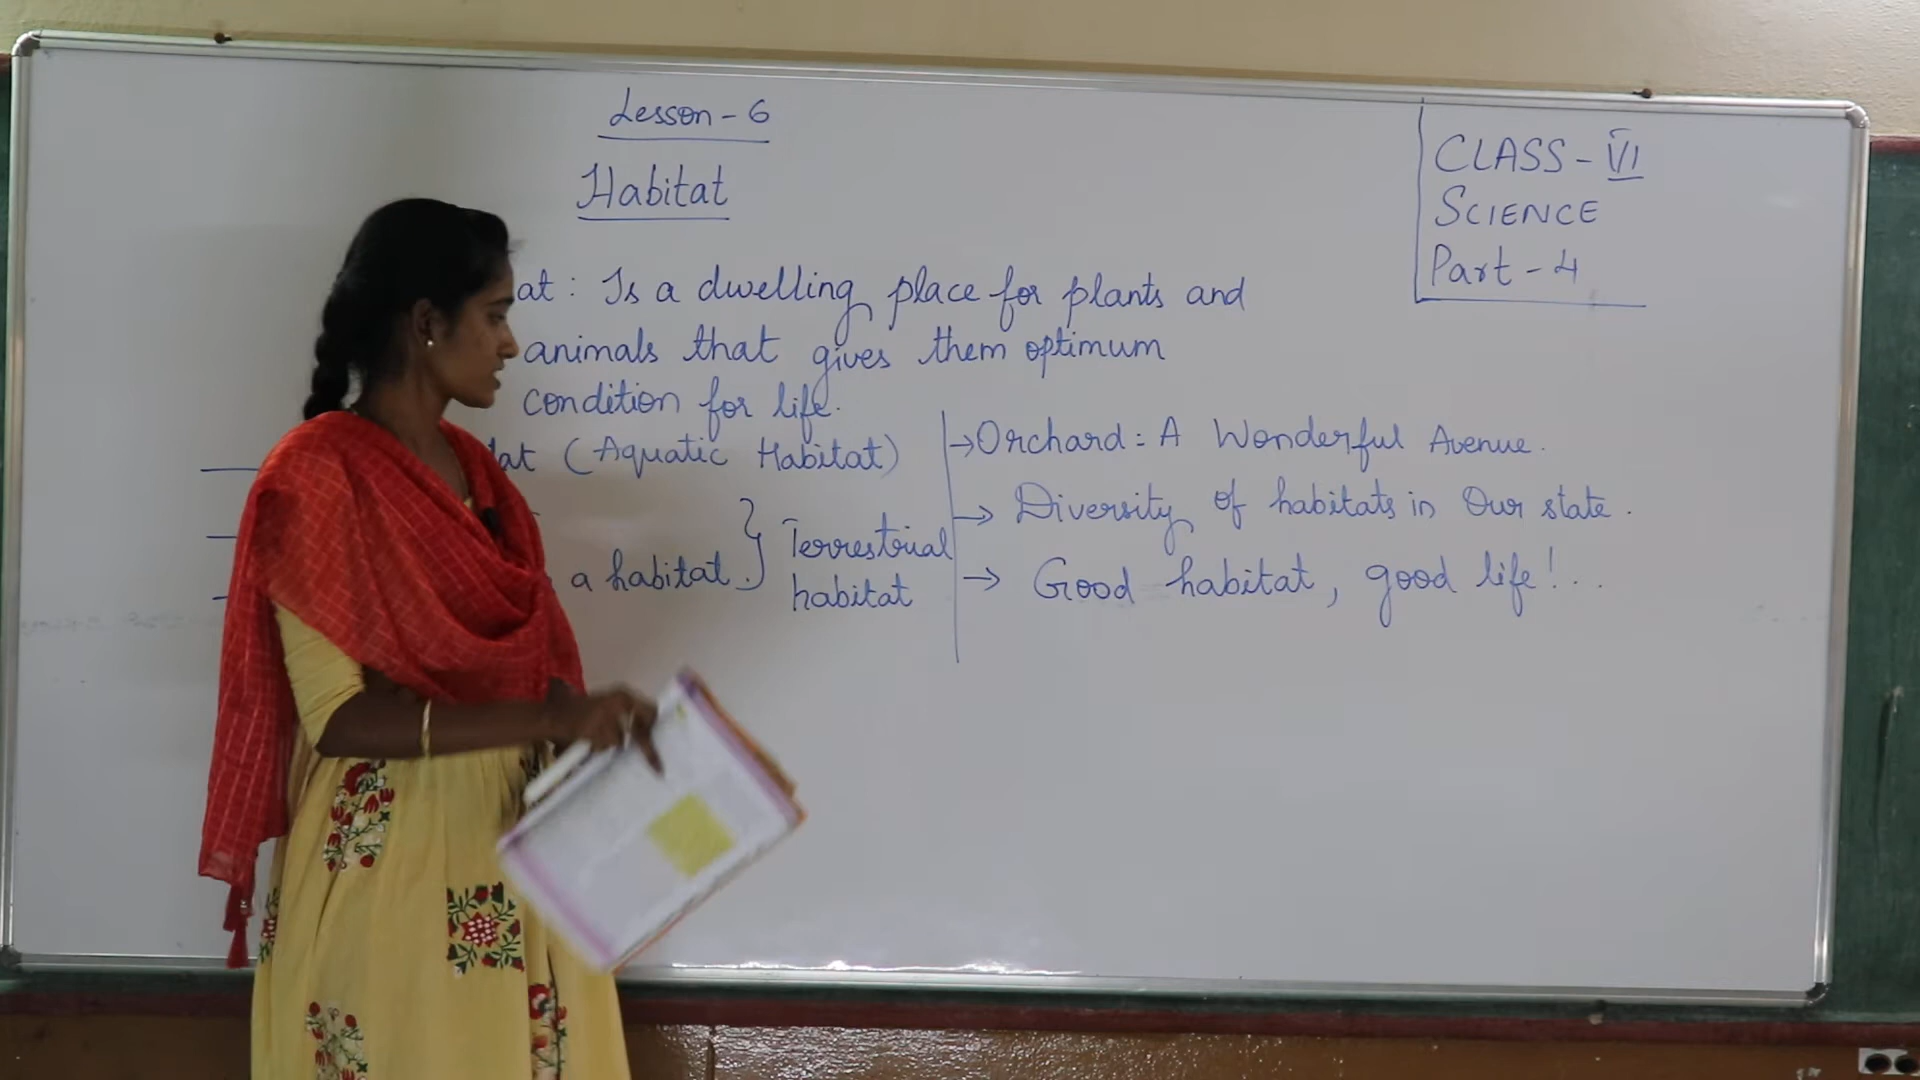 Lesson - 6
Habitat
CLASS - VI
SCIENCE
Part - 4
at : Is a dwelling place for plants and
animals that gives them optimum
condition for life.
tat (Aquatic Habitat)
a habitat. } Terrestrial
habitat
→ Orchard : A Wonderful Avenue.
→ Diversity of habitats in Our state.
→ Good habitat, good life!...